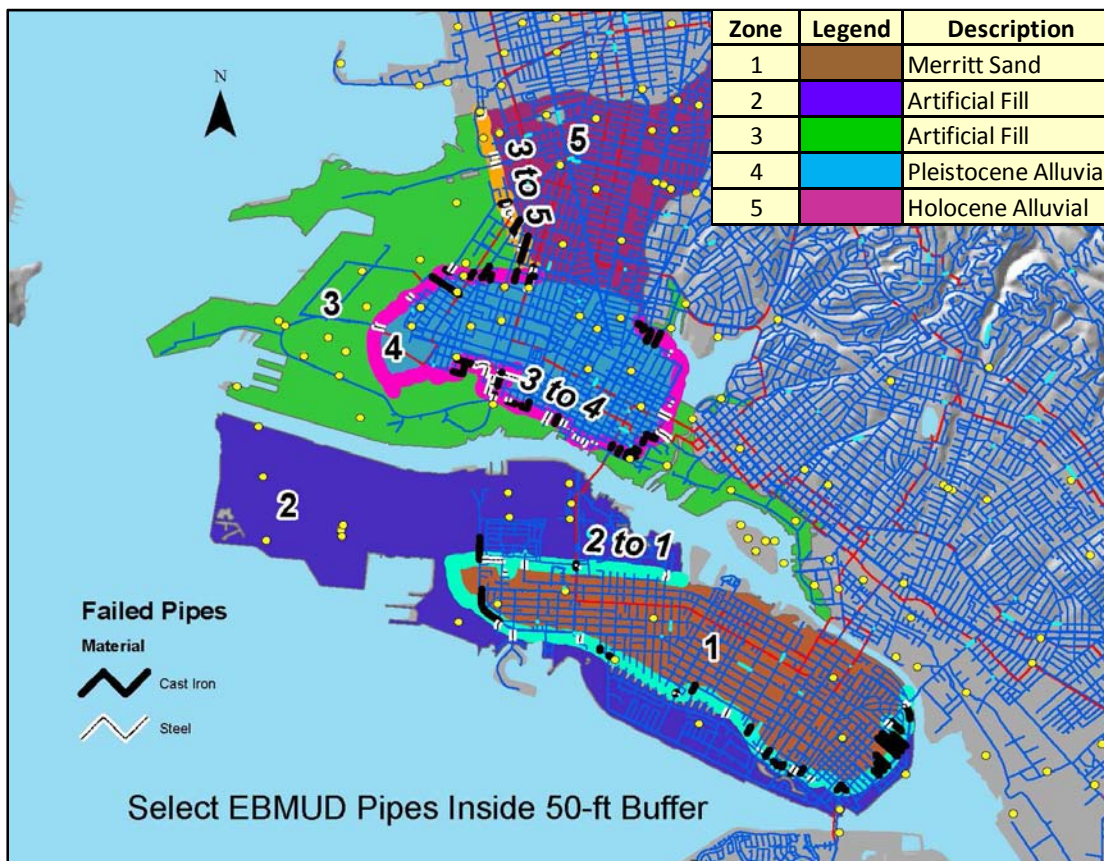 Zone Legend Description
1 Merritt Sand
2 Artificial Fill
3 Artificial Fill
4 Pleistocene Alluvia
5 Holocene Alluvial
N
5
3 to 5
3
4
3 to 4
2
2 to 1
1
Failed Pipes
Material
Cast Iron
Steel
Select EBMUD Pipes Inside 50-ft Buffer